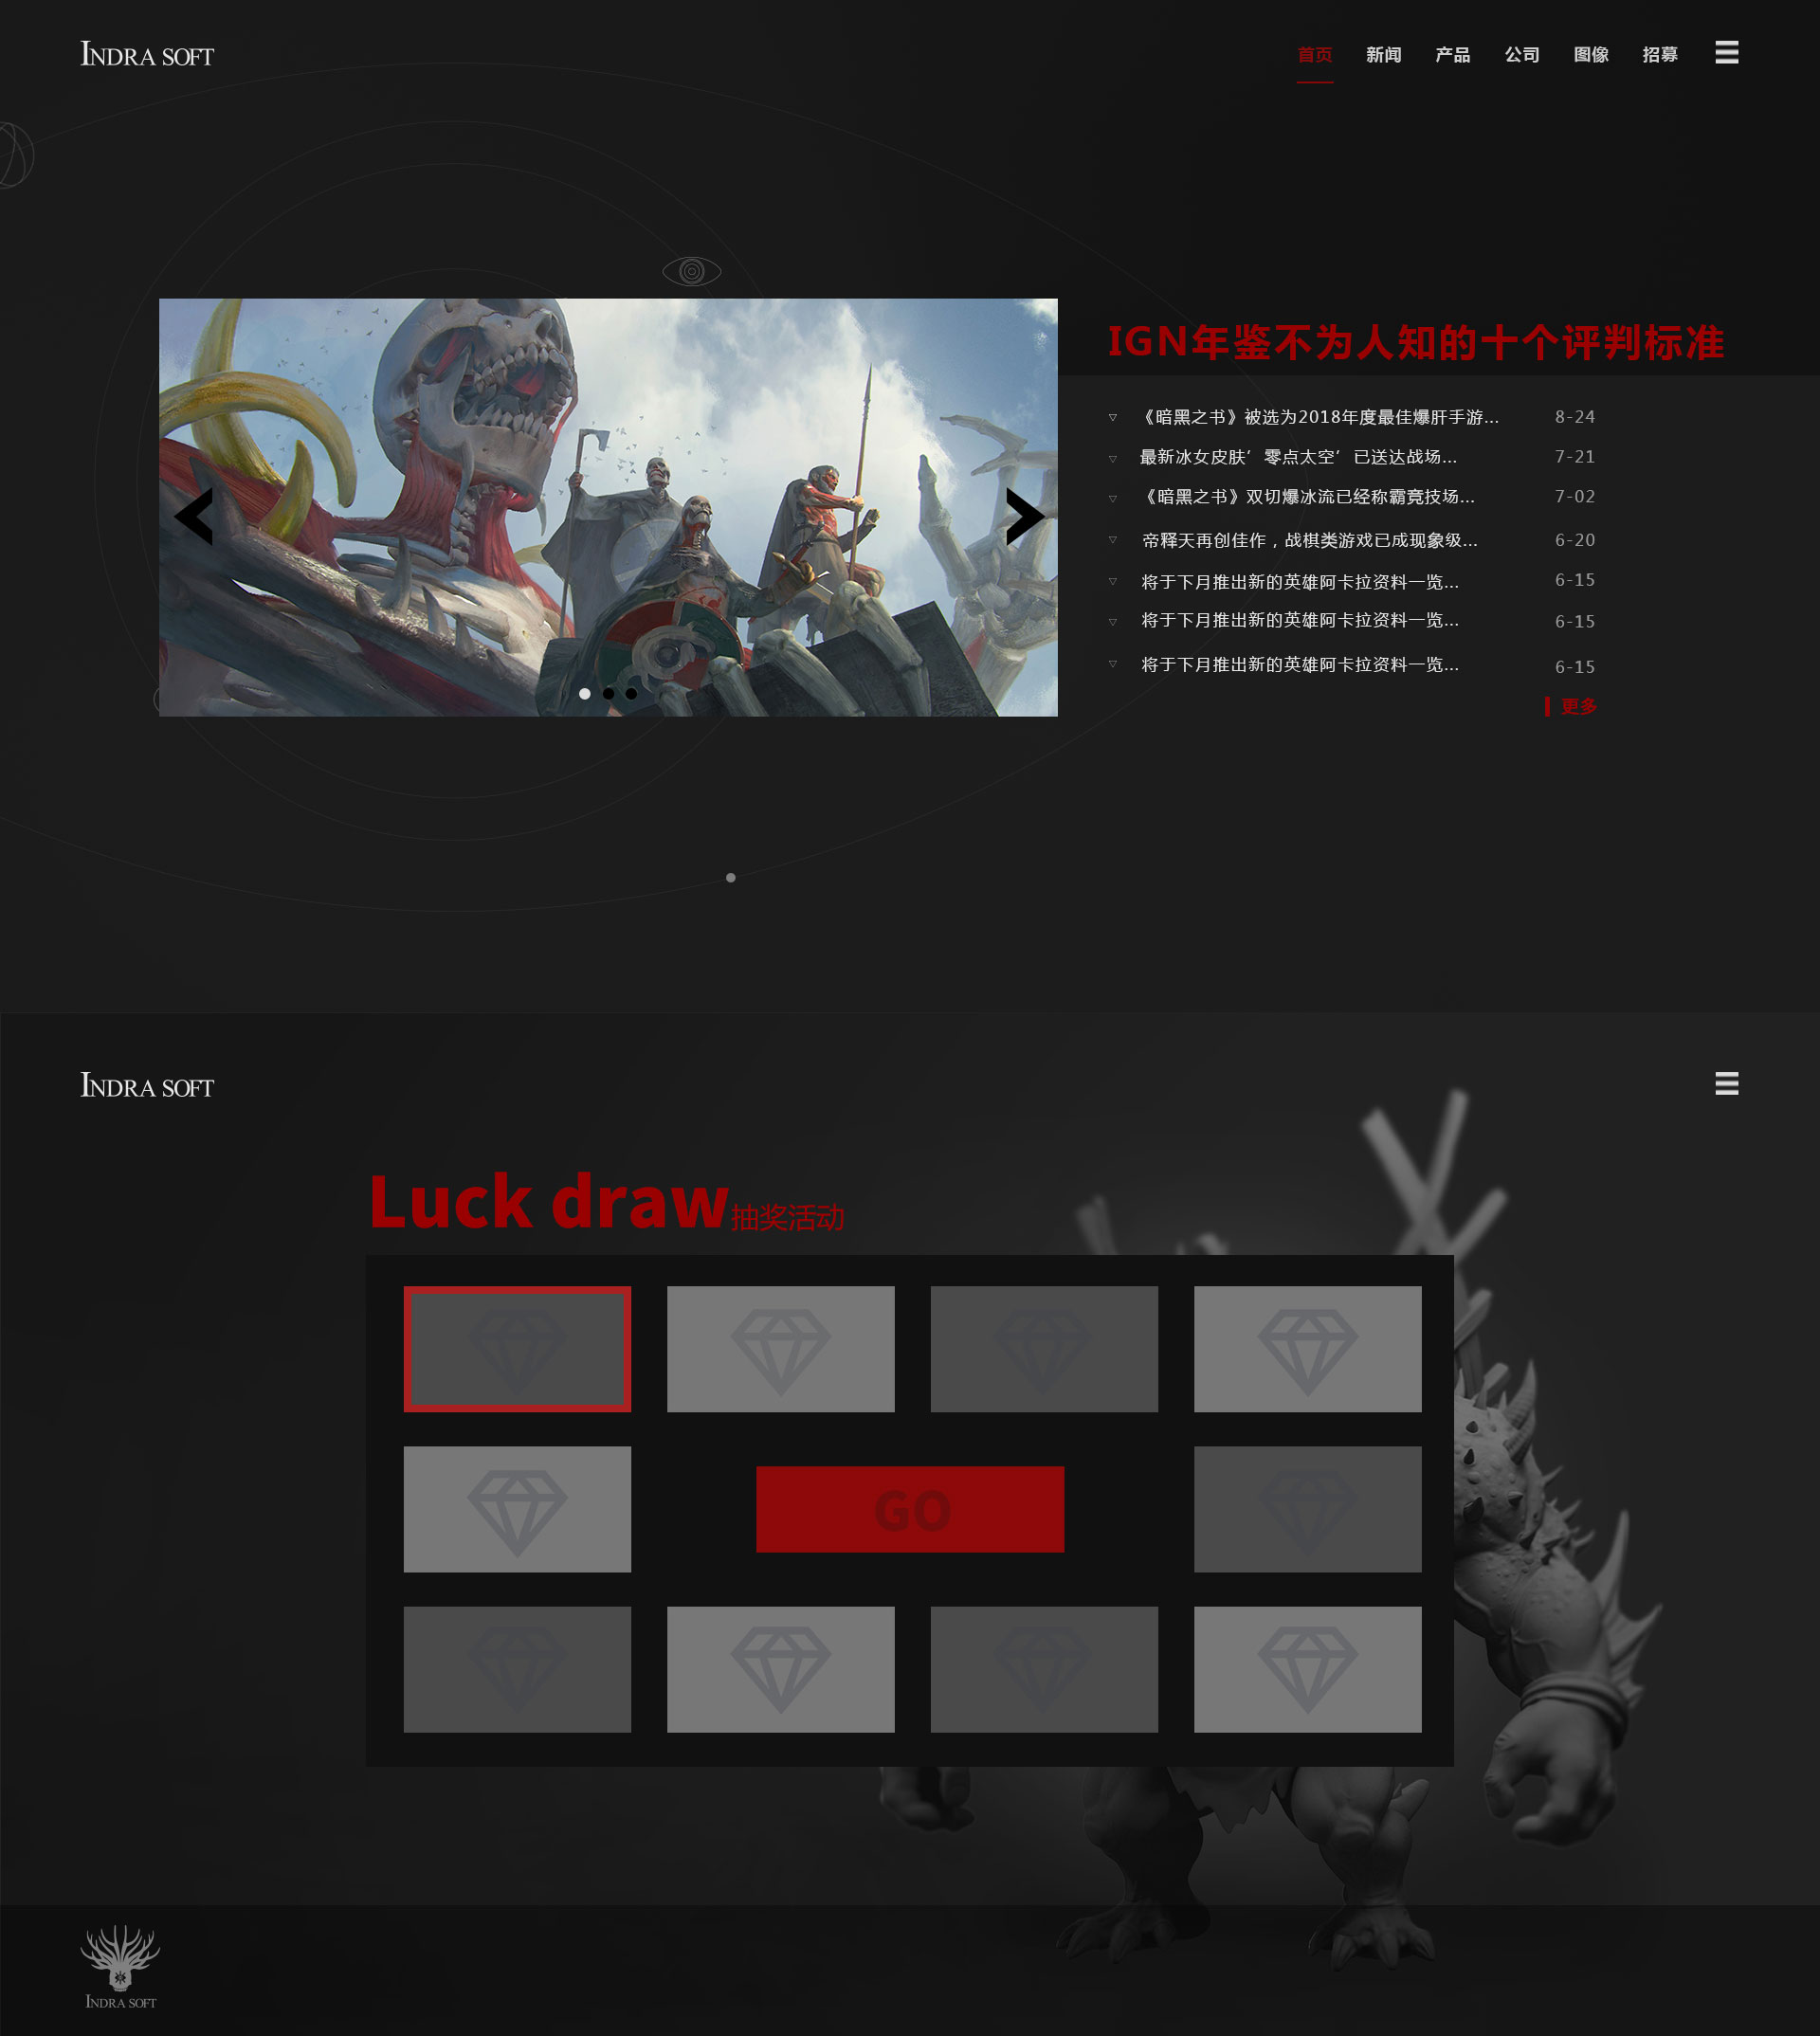 INDRA SOFT
首页 新闻 产品 公司 图像 招募
IGN年鉴不为人知的十个评判标准
《暗黑之书》被选为2018年度最佳爆肝手游... 8-24
最新冰女皮肤’零点太空’已送达战场... 7-21
《暗黑之书》双切爆冰流已经称霸竞技场... 7-02
帝释天再创佳作，战棋类游戏已成现象级... 6-20
将于下月推出新的英雄阿卡拉资料一览... 6-15
将于下月推出新的英雄阿卡拉资料一览... 6-15
将于下月推出新的英雄阿卡拉资料一览... 6-15
更多
INDRA SOFT
Luck draw抽奖活动
GO
INDRA SOFT